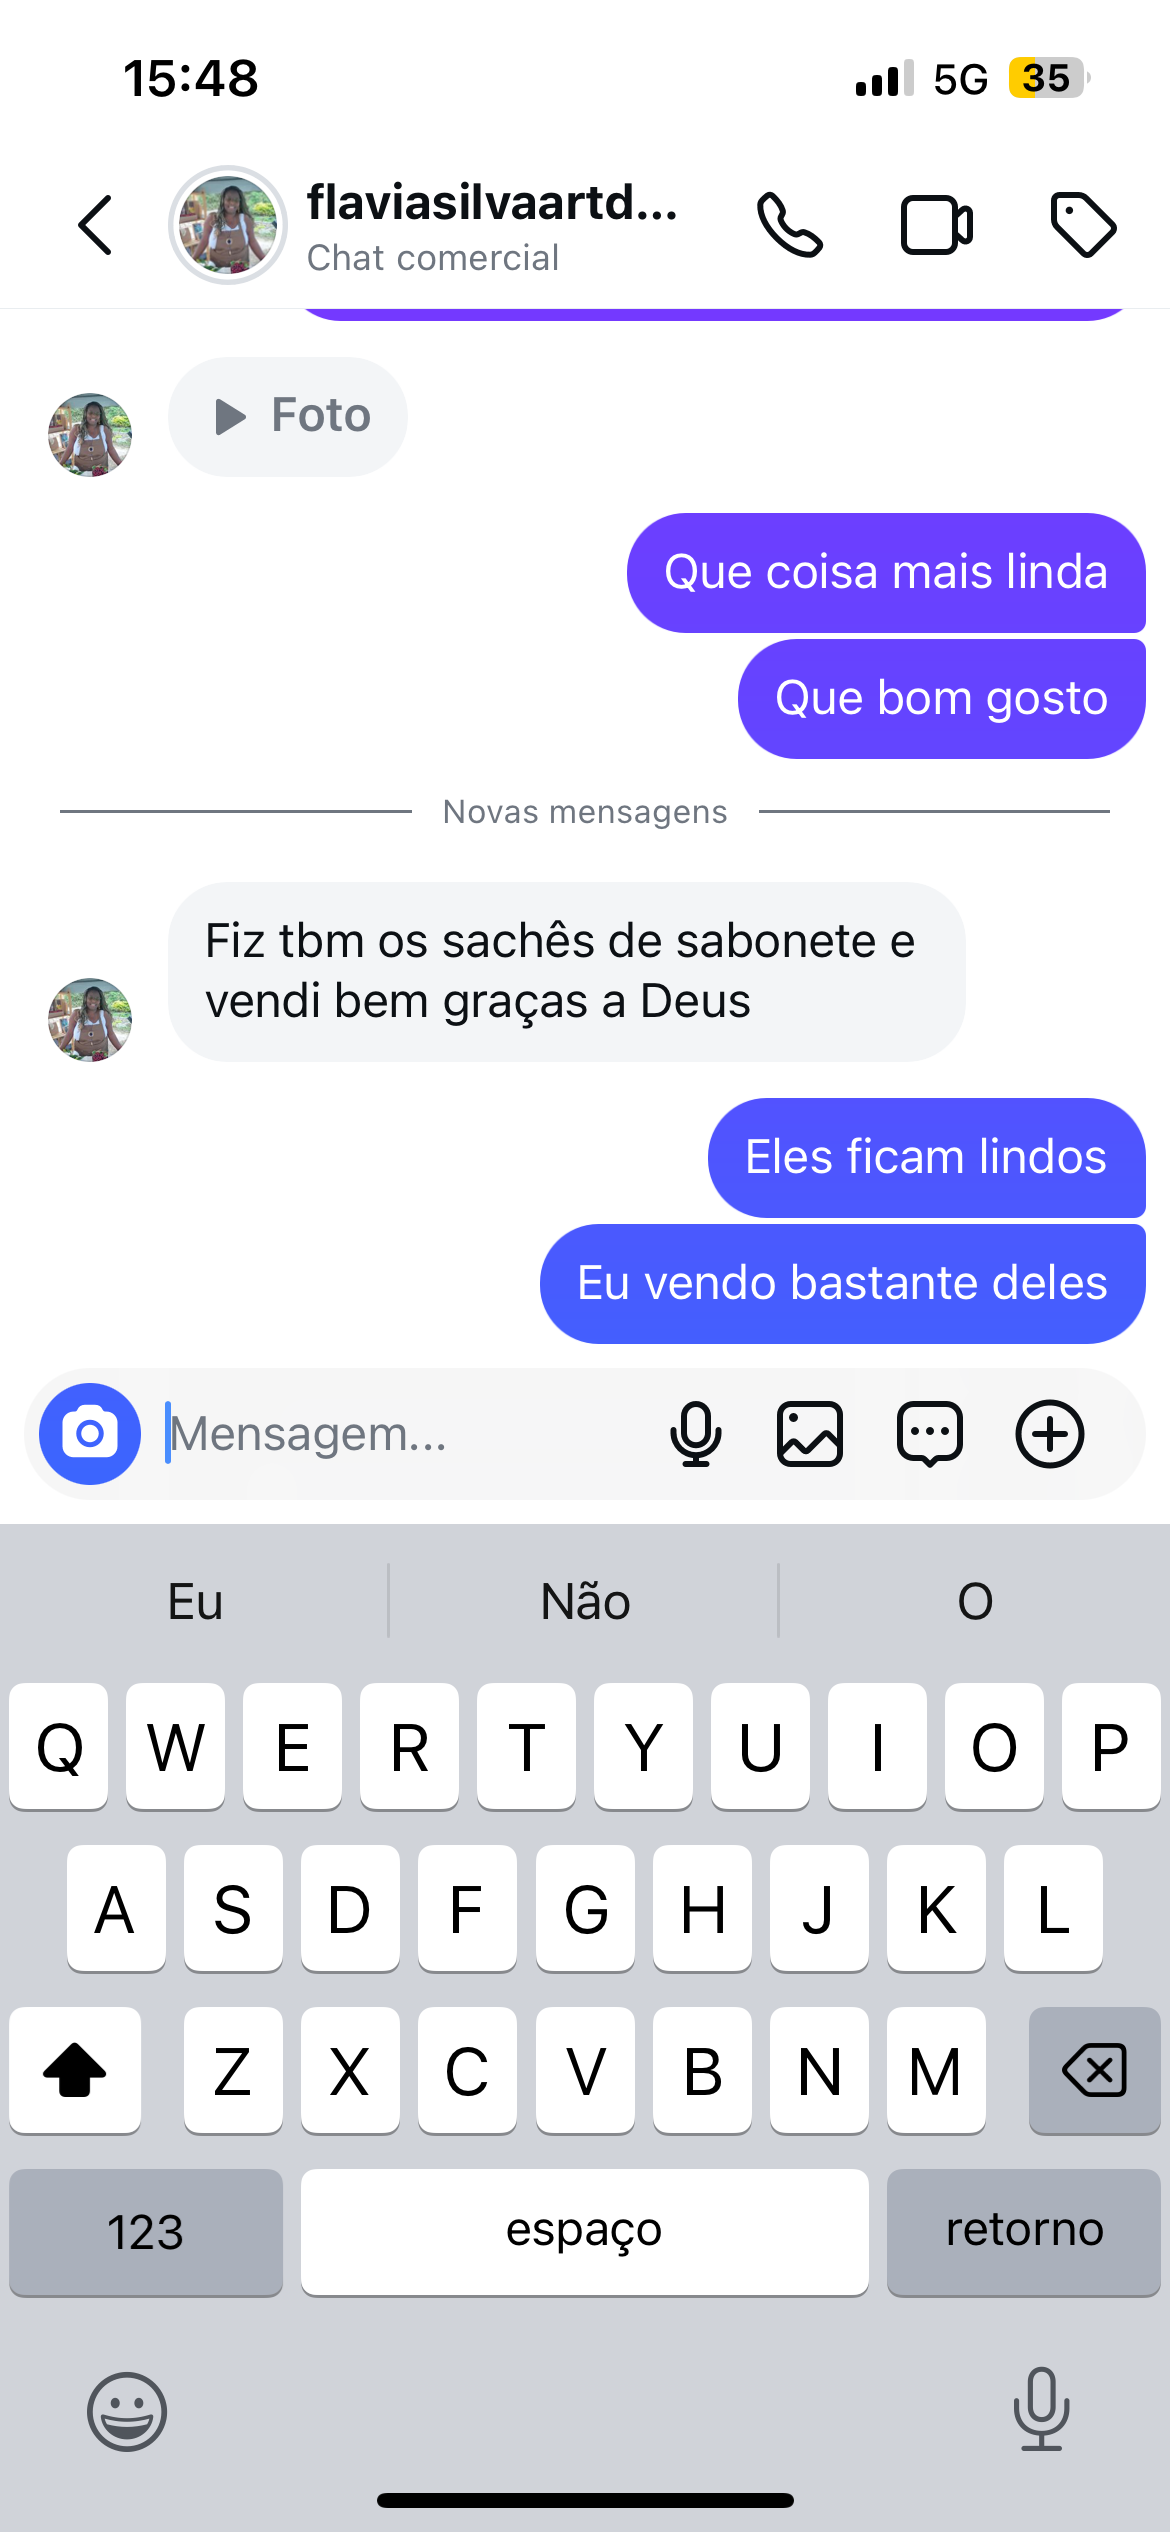 15:48
5G 35
flaviasilvaartd...
Chat comercial
Foto
Que coisa mais linda
Que bom gosto
Novas mensagens
Fiz tbm os sachês de sabonete e
vendi bem graças a Deus
Eles ficam lindos
Eu vendo bastante deles
Mensagem...
Eu Não O
Q W E R T Y U I O P
A S D F G H J K L
Z X C V B N M
123 espaço retorno